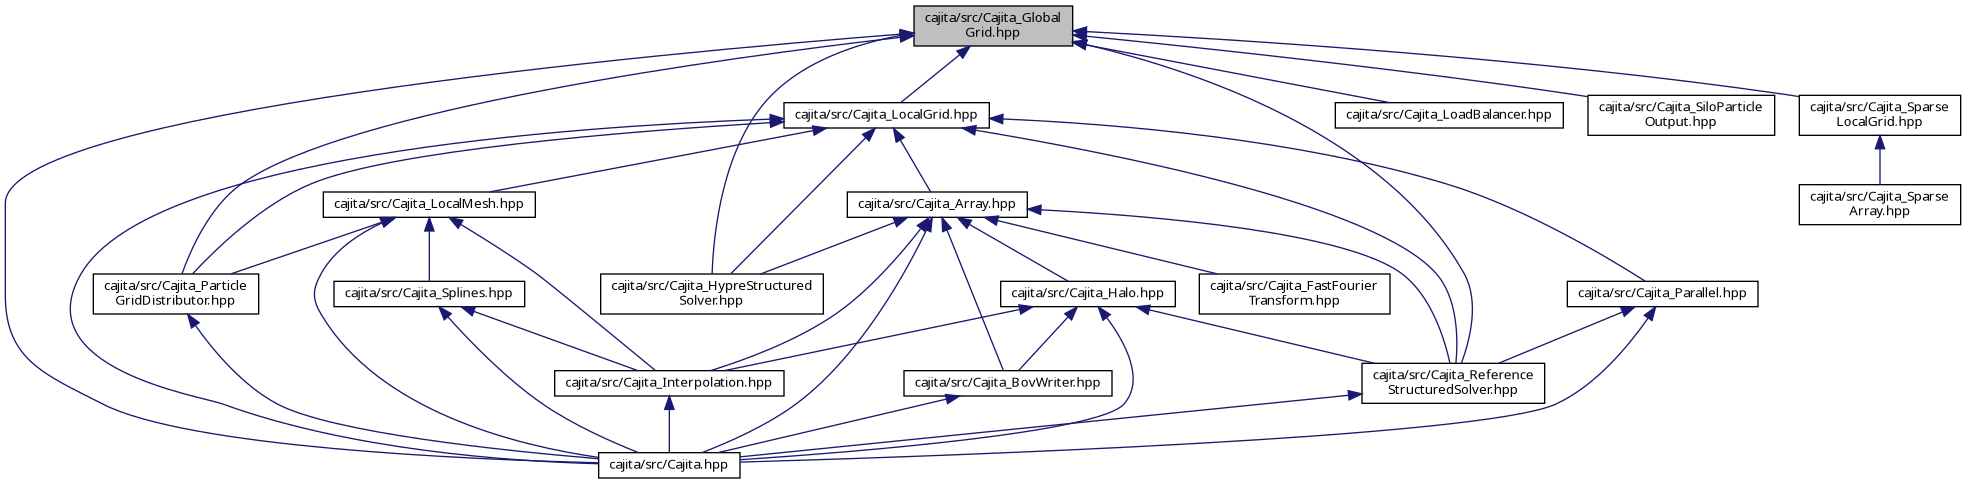 cajita/src/Cajita_Global
Grid.hpp
cajita/src/Cajita_LocalGrid.hpp
cajita/src/Cajita_LoadBalancer.hpp
cajita/src/Cajita_SiloParticle
Output.hpp
cajita/src/Cajita_Sparse
LocalGrid.hpp
cajita/src/Cajita_LocalMesh.hpp
cajita/src/Cajita_Array.hpp
cajita/src/Cajita_Sparse
Array.hpp
cajita/src/Cajita_Particle
GridDistributor.hpp
cajita/src/Cajita_Splines.hpp
cajita/src/Cajita_HypreStructured
Solver.hpp
cajita/src/Cajita_Halo.hpp
cajita/src/Cajita_FastFourier
Transform.hpp
cajita/src/Cajita_Parallel.hpp
cajita/src/Cajita_Interpolation.hpp
cajita/src/Cajita_BovWriter.hpp
cajita/src/Cajita_Reference
StructuredSolver.hpp
cajita/src/Cajita.hpp